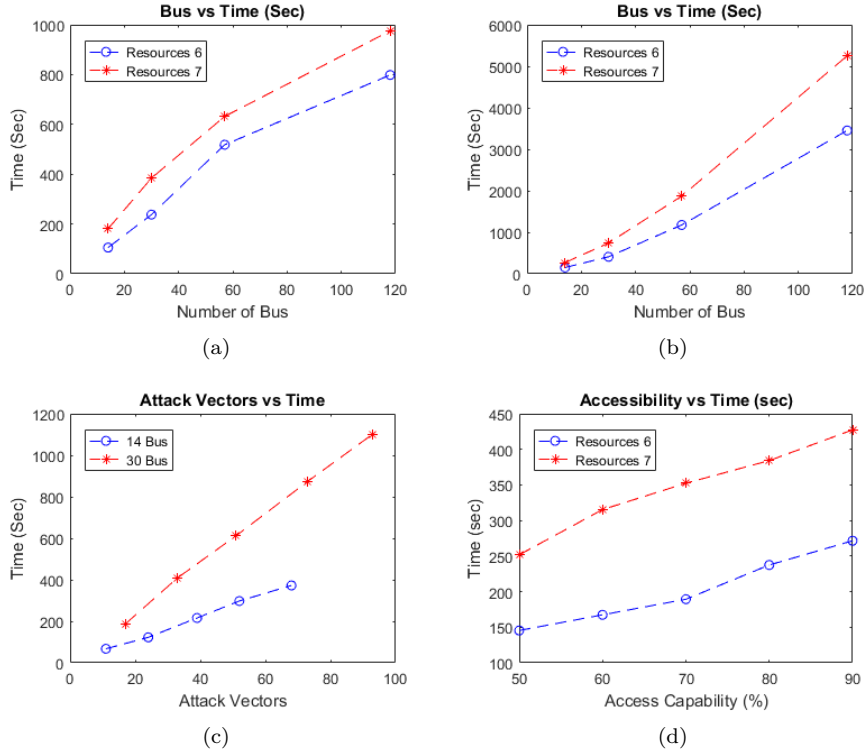 Bus vs Time (Sec)
1000
800
600
400
200
0
Time (Sec)
Resources 6
Resources 7
0 20 40 60 80 100 120
Number of Bus
(a)
Bus vs Time (Sec)
6000
5000
4000
3000
2000
1000
0
Time (Sec)
Resources 6
Resources 7
0 20 40 60 80 100 120
Number of Bus
(b)
Attack Vectors vs Time
1200
1000
800
600
400
200
0
Time (Sec)
14 Bus
30 Bus
0 20 40 60 80 100
Attack Vectors
(c)
Accessibility vs Time (sec)
450
400
350
300
250
200
150
100
Time (sec)
Resources 6
Resources 7
50 60 70 80 90
Access Capability (%)
(d)